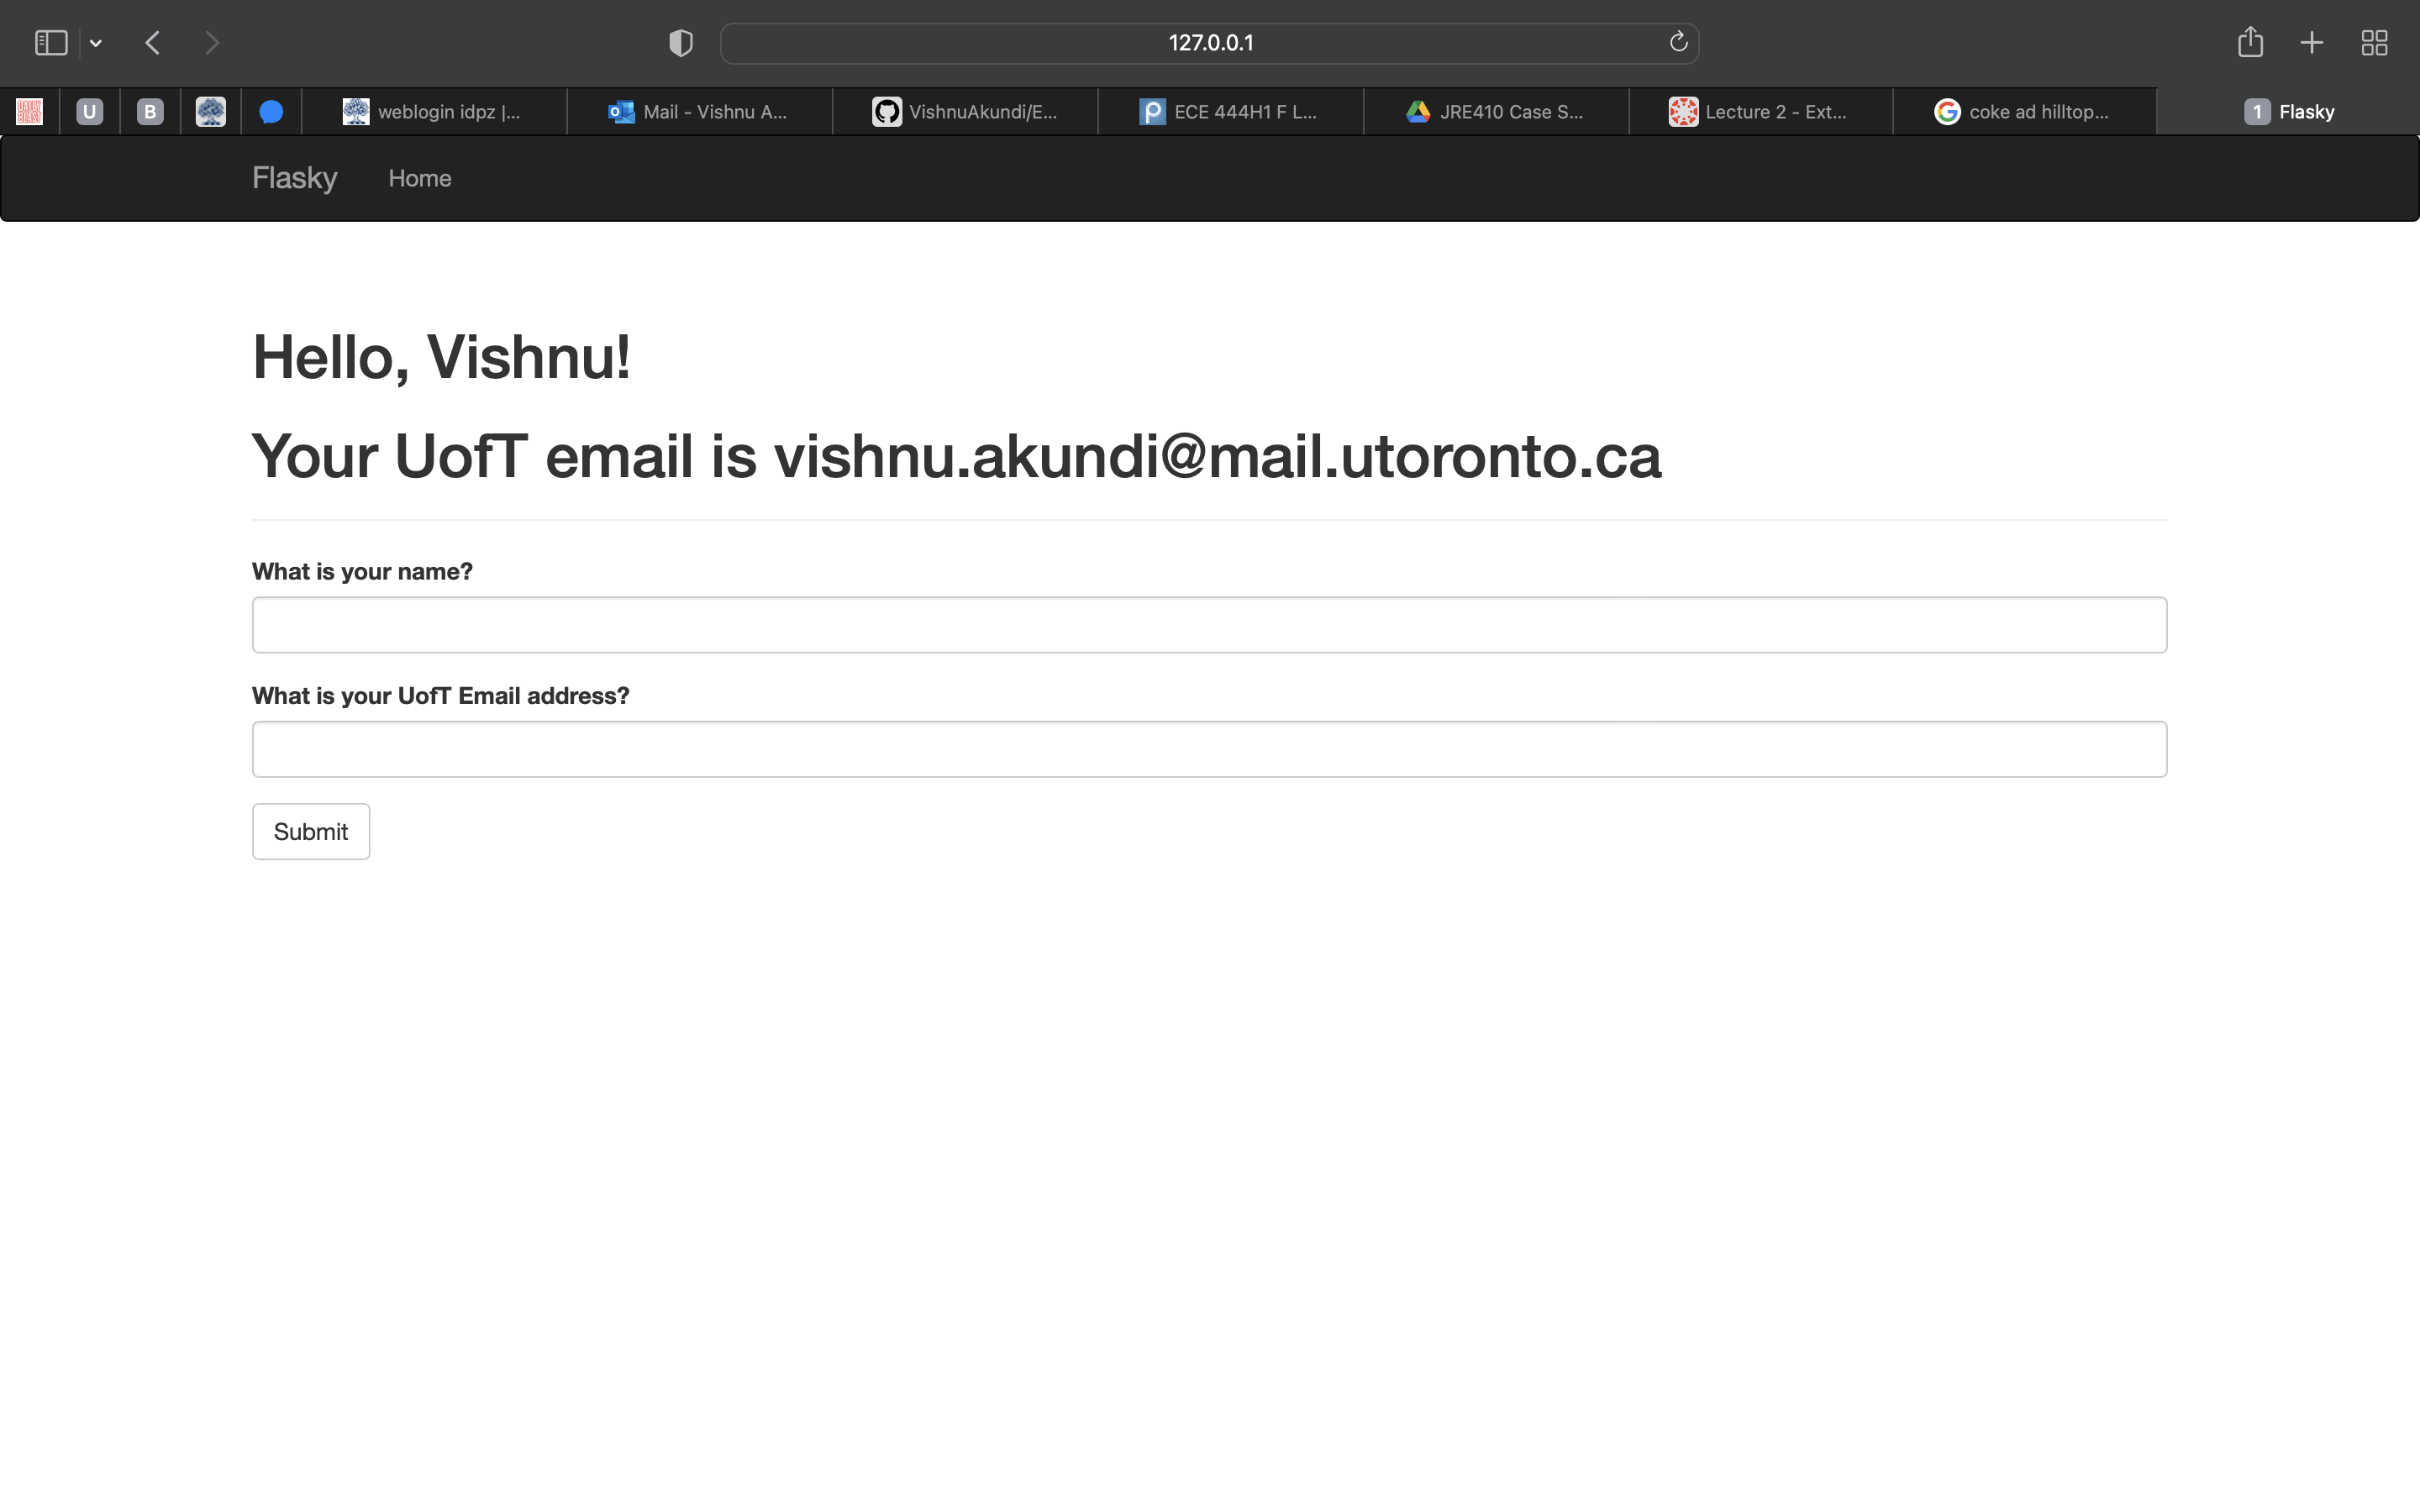 127.0.0.1
DAILY BEAST U B weblogin idpz |... Mail - Vishnu A... VishnuAkundi/E... ECE 444H1 F L... JRE410 Case S... Lecture 2 - Ext... coke ad hilltop... 1 Flasky
Flasky Home
Hello, Vishnu!
Your UofT email is vishnu.akundi@mail.utoronto.ca
What is your name?
What is your UofT Email address?
Submit